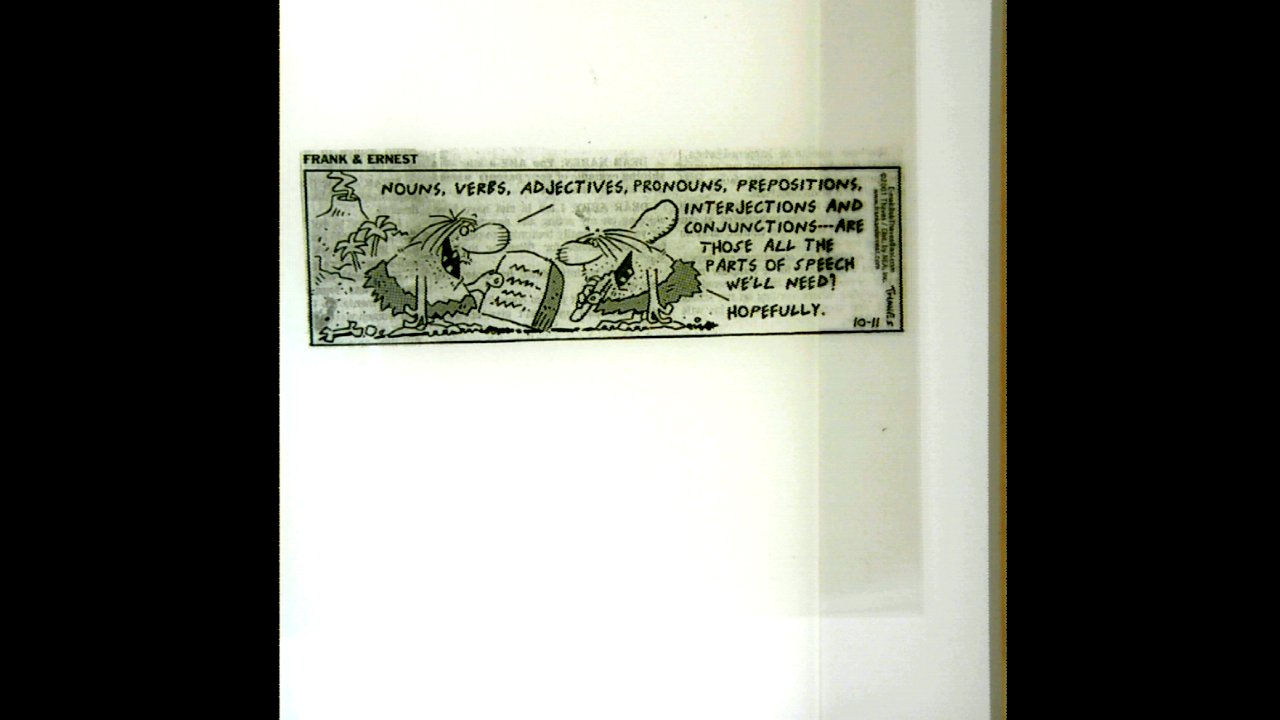 FRANK & ERNEST
NOUNS, VERBS, ADJECTIVES, PRONOUNS, PREPOSITIONS,
INTERJECTIONS AND
CONJUNCTIONS---ARE
THOSE ALL THE
PARTS OF SPEECH
WE'LL NEED?
HOPEFULLY.
10-11
THAVES